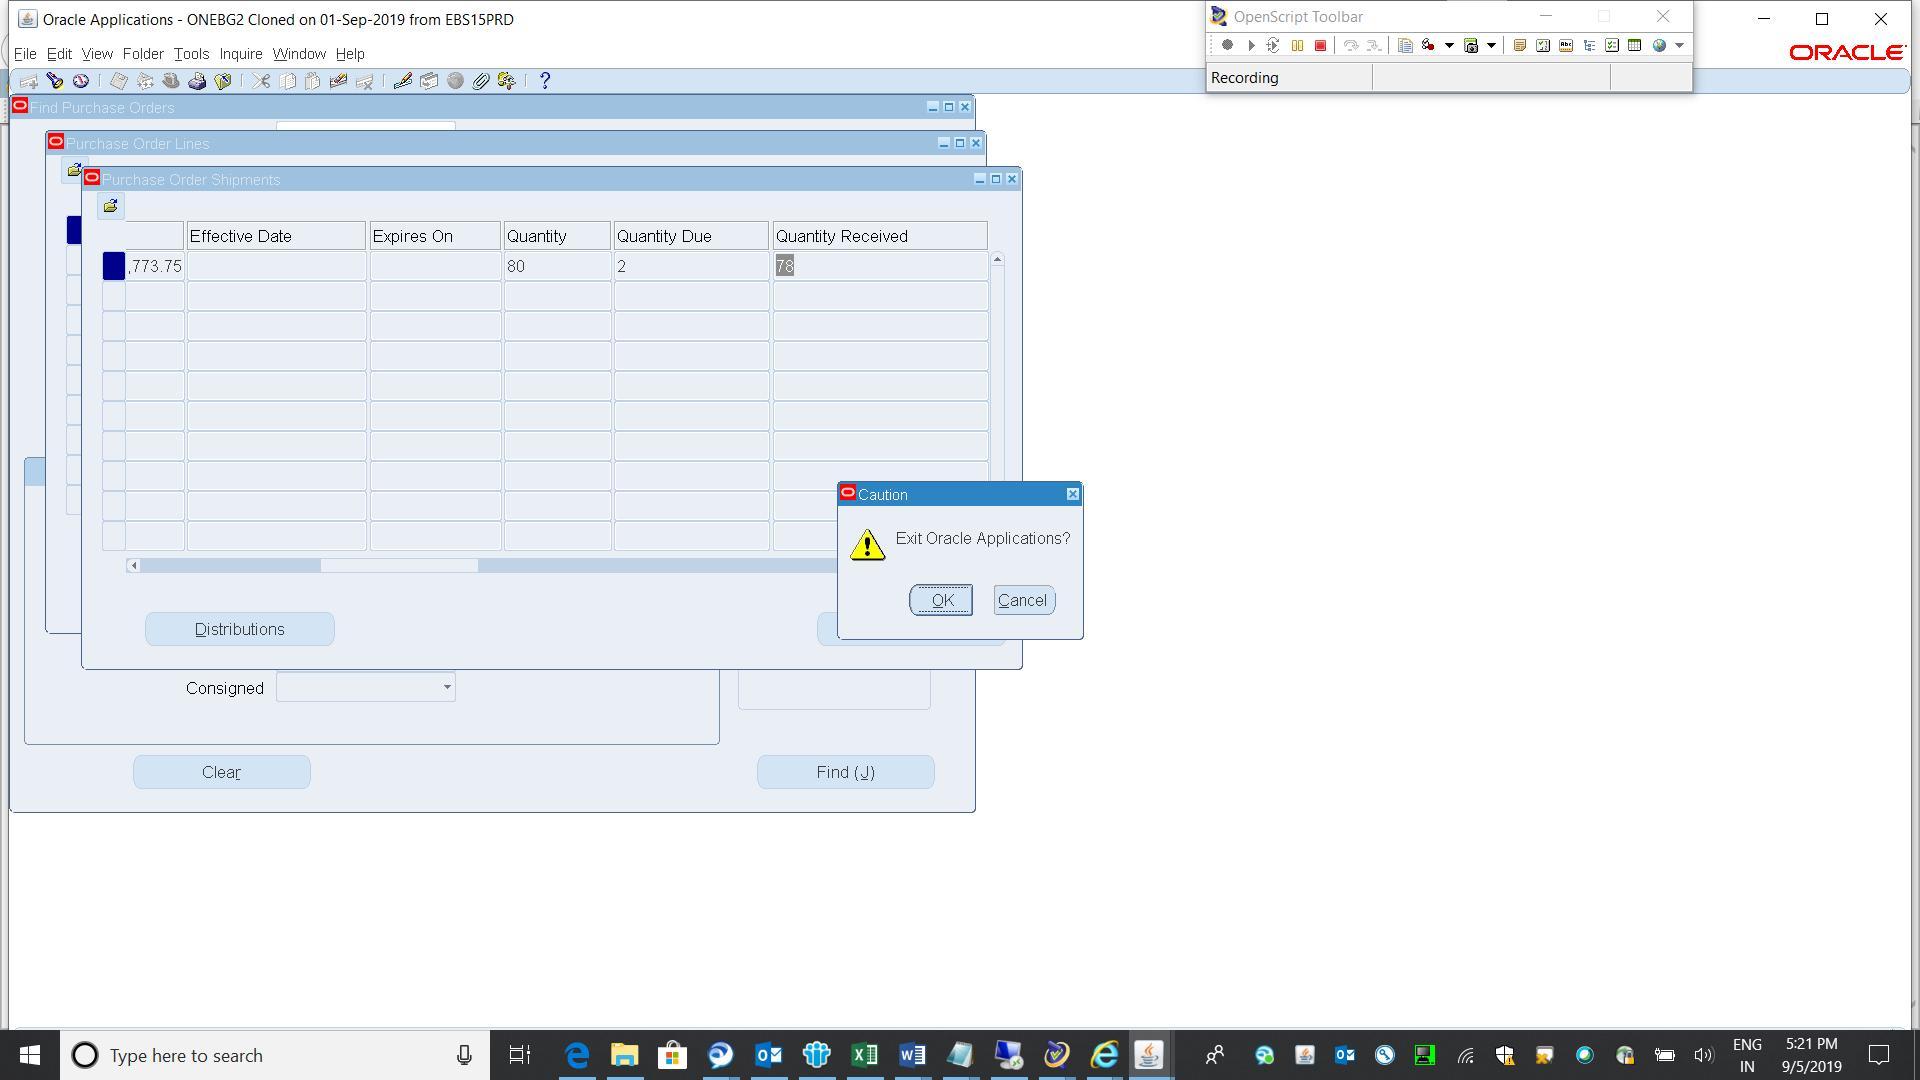 Oracle Applications - ONEBG2 Cloned on 01-Sep-2019 from EBS15PRD
OpenScript Toolbar
File Edit View Folder Tools Inquire Window Help
ORACLE
Recording
Find Purchase Orders
Purchase Order Lines
Purchase Order Shipments
Effective Date Expires On Quantity Quantity Due Quantity Received
,773.75 80 2 78
Caution
Exit Oracle Applications?
OK Cancel
Distributions
Consigned
Clear Find (J)
Type here to search
ENG
IN
5:21 PM
9/5/2019